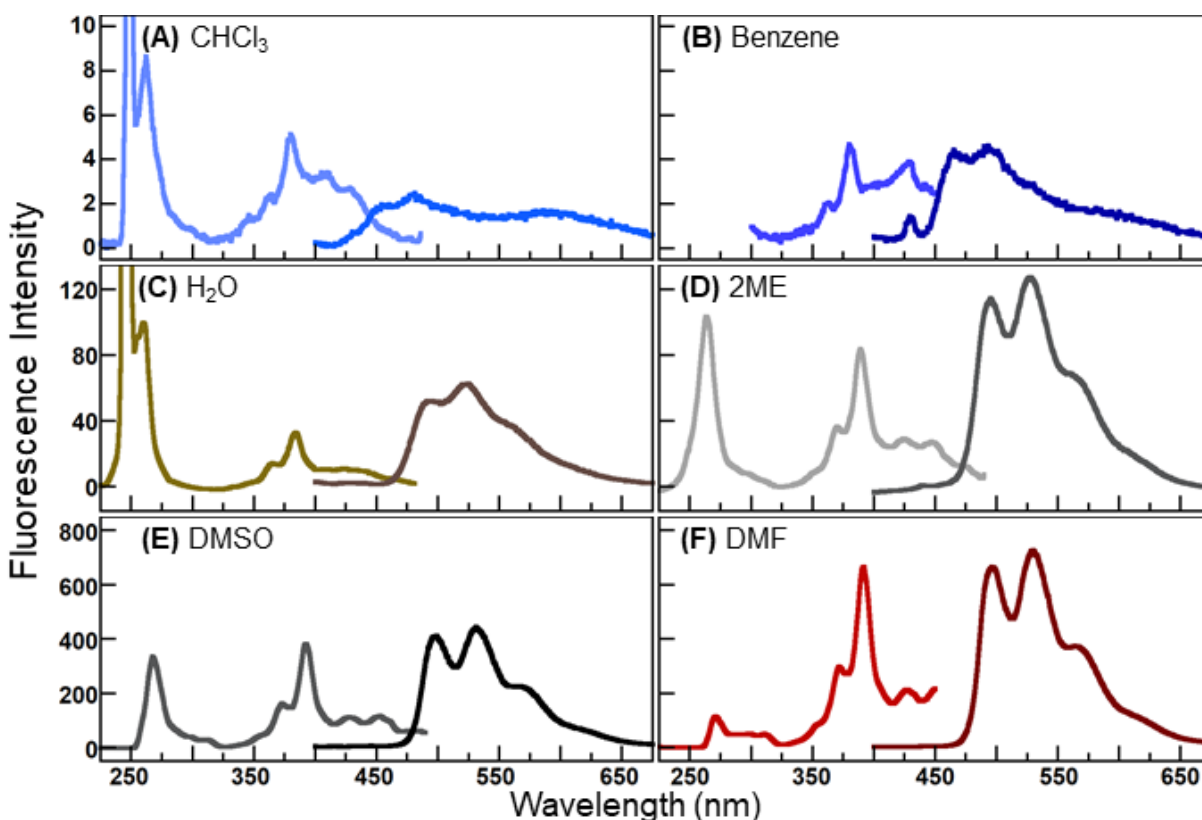 (A) CHCl₃
(B) Benzene
10
8
6
4
2
0
(C) H₂O
(D) 2ME
120
80
40
0
(E) DMSO
(F) DMF
800
600
400
200
0
250 350 450 550 650
250 350 450 550 650
Fluorescence Intensity
Wavelength (nm)